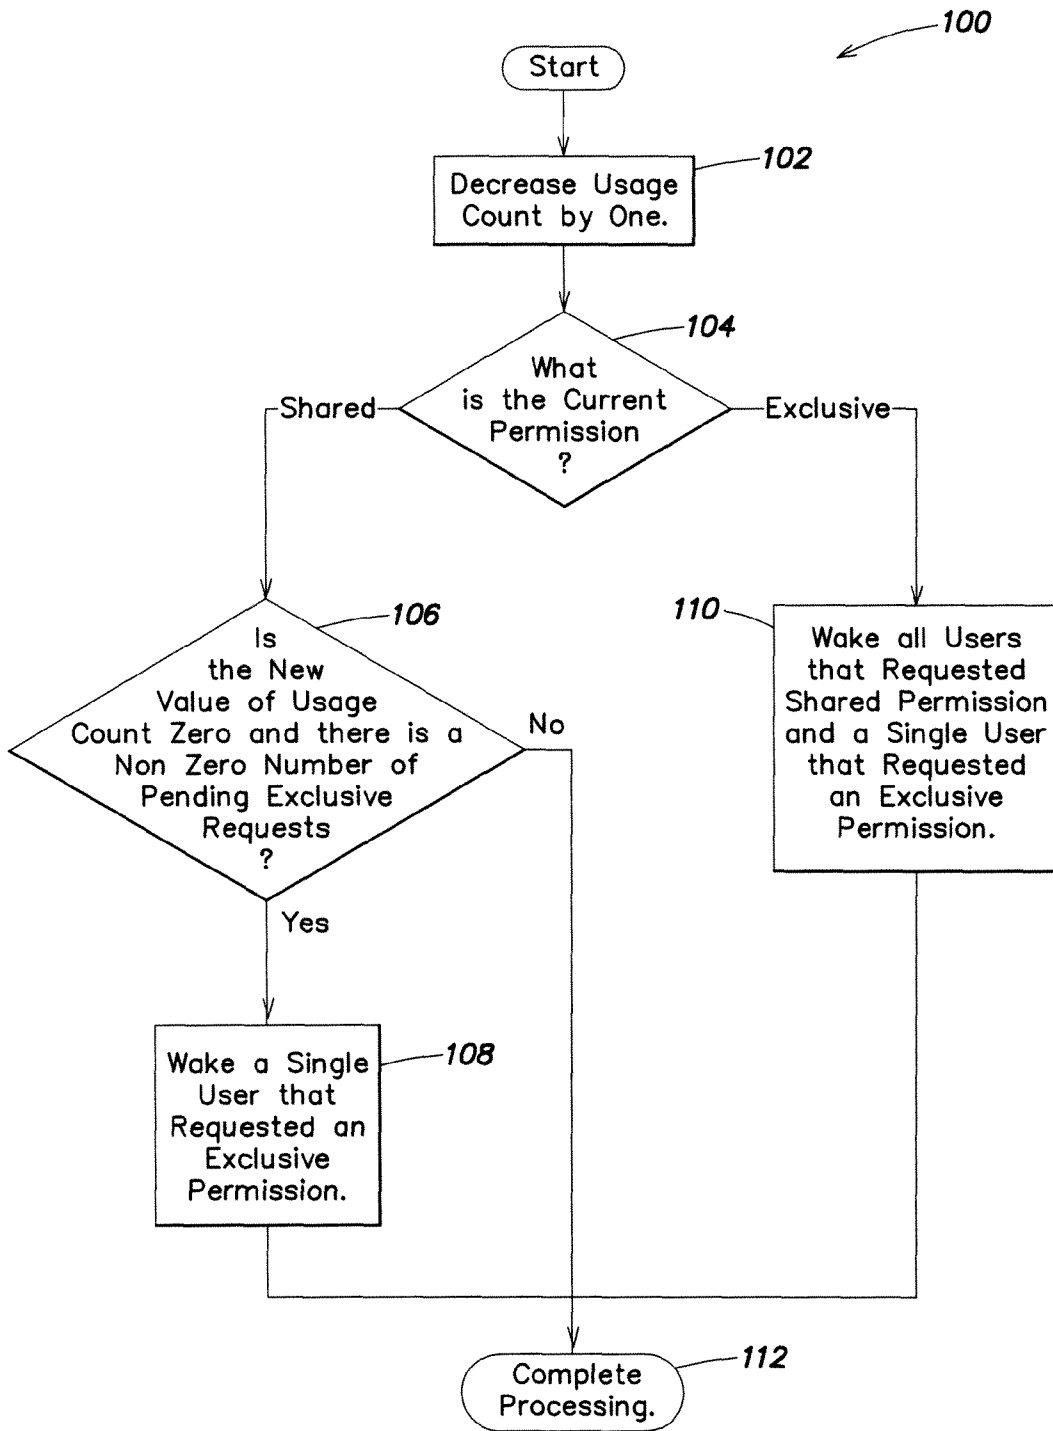 100
Start
102
Decrease Usage
Count by One.
104
What
is the Current
Permission
?
Shared
Exclusive
106
Is
the New
Value of Usage
Count Zero and there is a
Non Zero Number of
Pending Exclusive
Requests
?
No
Yes
110
Wake all Users
that Requested
Shared Permission
and a Single User
that Requested
an Exclusive
Permission.
108
Wake a Single
User that
Requested an
Exclusive
Permission.
112
Complete
Processing.